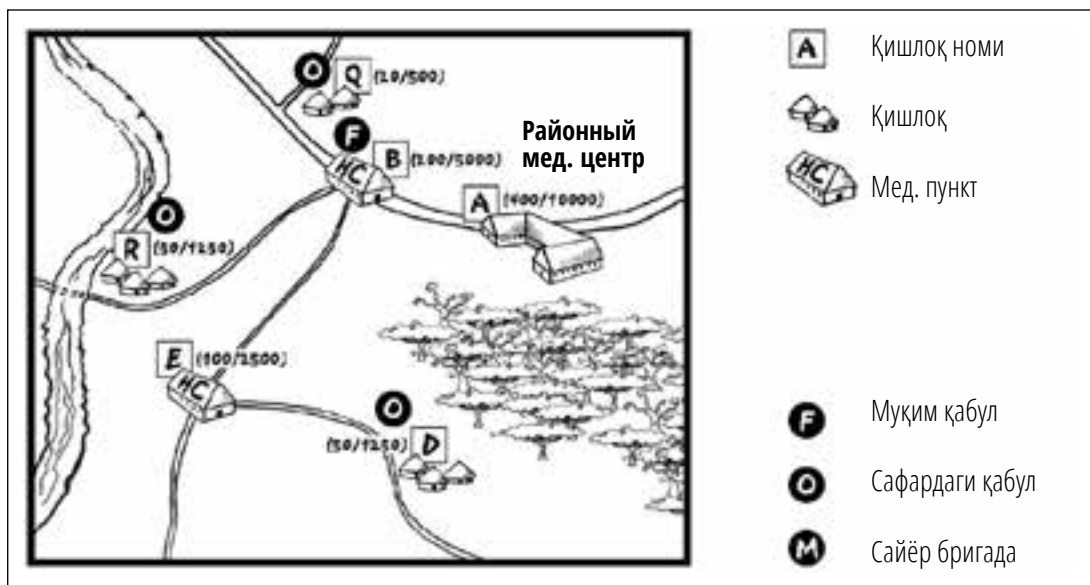 O
Q (20/500)
F
Районный
мед. центр
HC
B (200/5000)
A (400/10000)
O
R (50/1250)
E (100/2500)
HC
O
(50/1250) D
A Қишлоқ номи
Қишлоқ
HC Мед. пункт
F Муқим қабул
O Сафардаги қабул
M Сайёр бригада